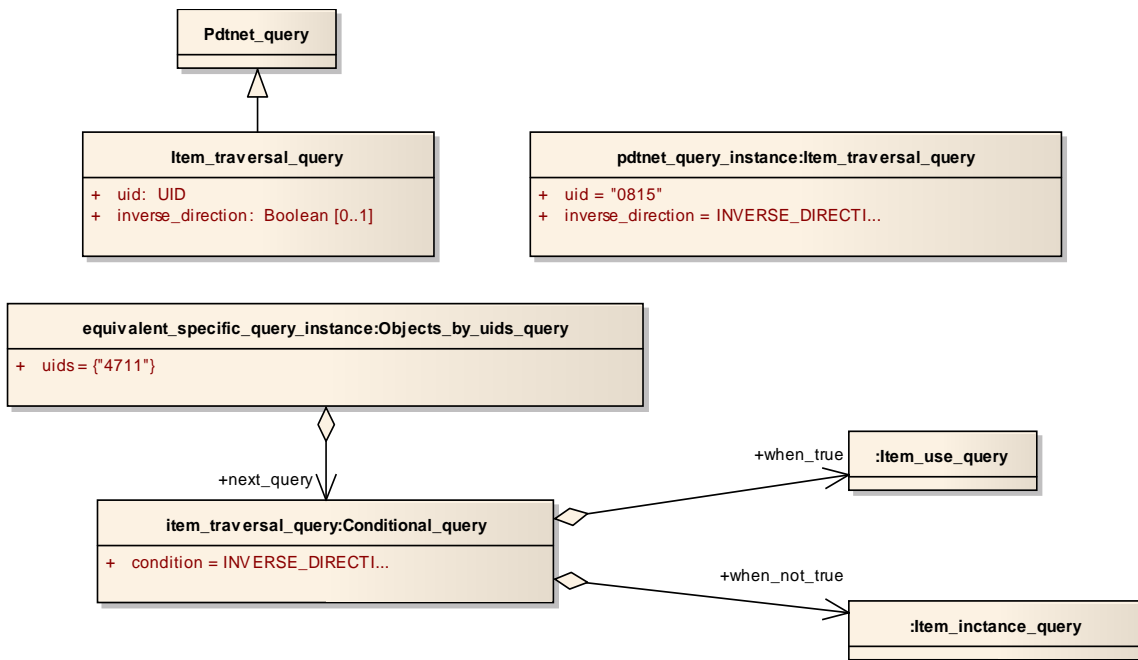 Pdtnet_query
Item_traversal_query
+ uid: UID
+ inverse_direction: Boolean [0..1]
pdtnet_query_instance:Item_traversal_query
+ uid = "0815"
+ inverse_direction = INVERSE_DIRECTI...
equivalent_specific_query_instance:Objects_by_uids_query
+ uids = {"4711"}
+next_query
item_traversal_query:Conditional_query
+ condition = INVERSE_DIRECTI...
+when_true
:Item_use_query
+when_not_true
:Item_inctance_query